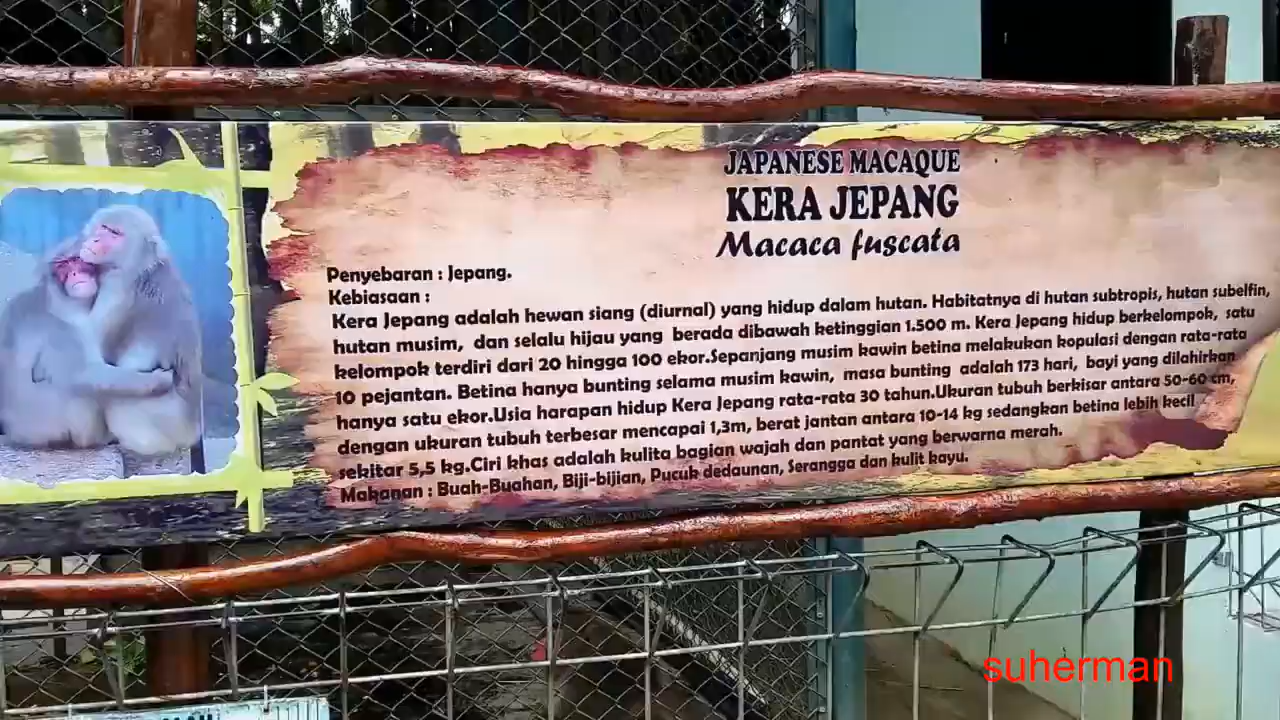 JAPANESE MACAQUE
KERA JEPANG
Macaca fuscata
Penyebaran : Jepang.
Kebiasaan :
Kera Jepang adalah hewan siang (diurnal) yang hidup dalam hutan. Habitatnya di hutan subtropis, hutan subelfin,
hutan musim, dan selalu hijau yang berada dibawah ketinggian 1.500 m. Kera Jepang hidup berkelompok, satu
kelompok terdiri dari 20 hingga 100 ekor.Sepanjang musim kawin betina melakukan kopulasi dengan rata-rata
10 pejantan. Betina hanya bunting selama musim kawin, masa bunting adalah 173 hari, bayi yang dilahirkan
hanya satu ekor.Usia harapan hidup Kera Jepang rata-rata 30 tahun.Ukuran tubuh berkisar antara 50-60 cm,
dengan ukuran tubuh terbesar mencapai 1,3m, berat jantan antara 10-14 kg sedangkan betina lebih kecil
sekitar 5,5 kg.Ciri khas adalah kulita bagian wajah dan pantat yang berwarna merah.
Makanan : Buah-Buahan, Biji-bijian, Pucuk dedaunan, Serangga dan kulit kayu.
suherman